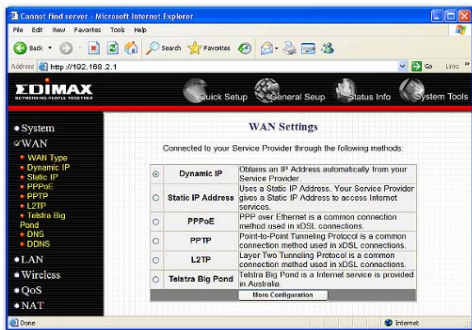 Cannot find server - Microsoft Internet Explorer
File Edit View Favorites Tools Help
Back Search Favorites
Address http://192.168.2.1 Go Links »
EDIMAX
NETWORKING PEOPLE TOGETHER
Quick Setup General Seup Status Info System Tools
System
WAN
WAN Type
Dynamic IP
Static IP
PPPoE
PPTP
L2TP
Telstra Big
Pond
DNS
DDNS
LAN
Wireless
QoS
NAT
WAN Settings
Connected to your Service Provider through the following methods:
Dynamic IP
Obtains an IP Address automatically from your
Service Provider.
Static IP Address
Uses a Static IP Address. Your Service Provider
gives a Static IP Address to access Internet
services.
PPPoE
PPP over Ethernet is a common connection
method used in xDSL connections.
PPTP
Point-to-Point Tunneling Protocol is a common
connection method used in xDSL connections.
L2TP
Layer Two Tunneling Protocol is a common
connection method used in xDSL connections.
Telstra Big Pond
Telstra Big Pond is a Internet service is provided
in Australia.
More Configuration
Done Internet